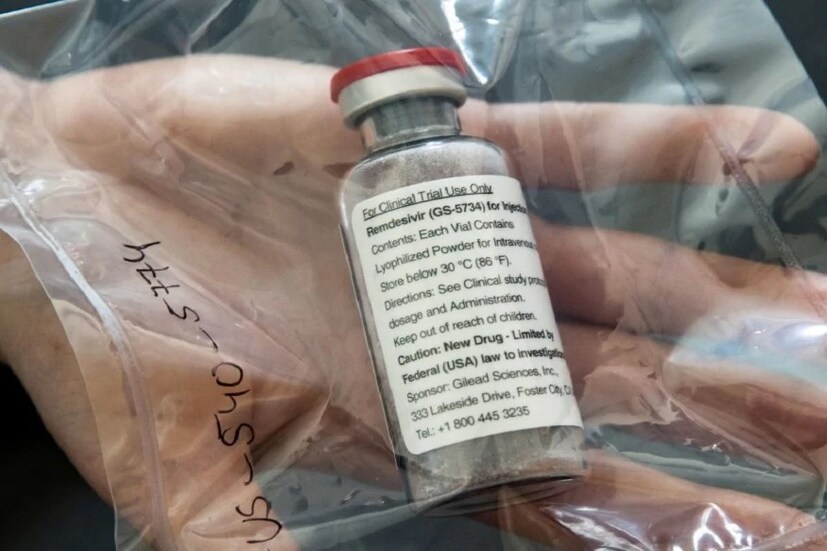 For Clinical Trial Use Only
Remdesivir (GS-5734) for Injection
Contents: Each Vial Contains
Lyophilized Powder for Intravenous
Store below 30 °C (86 °F).
Directions: See Clinical study
dosage and Administration.
Keep out of reach of children.
Caution: New Drug - Limited by
Federal (USA) law to
Sponsor: Gilead Sciences, Inc.,
333 Lakeside Drive, Foster City,
Tel.: +1 800 445 3235
US-540-5774